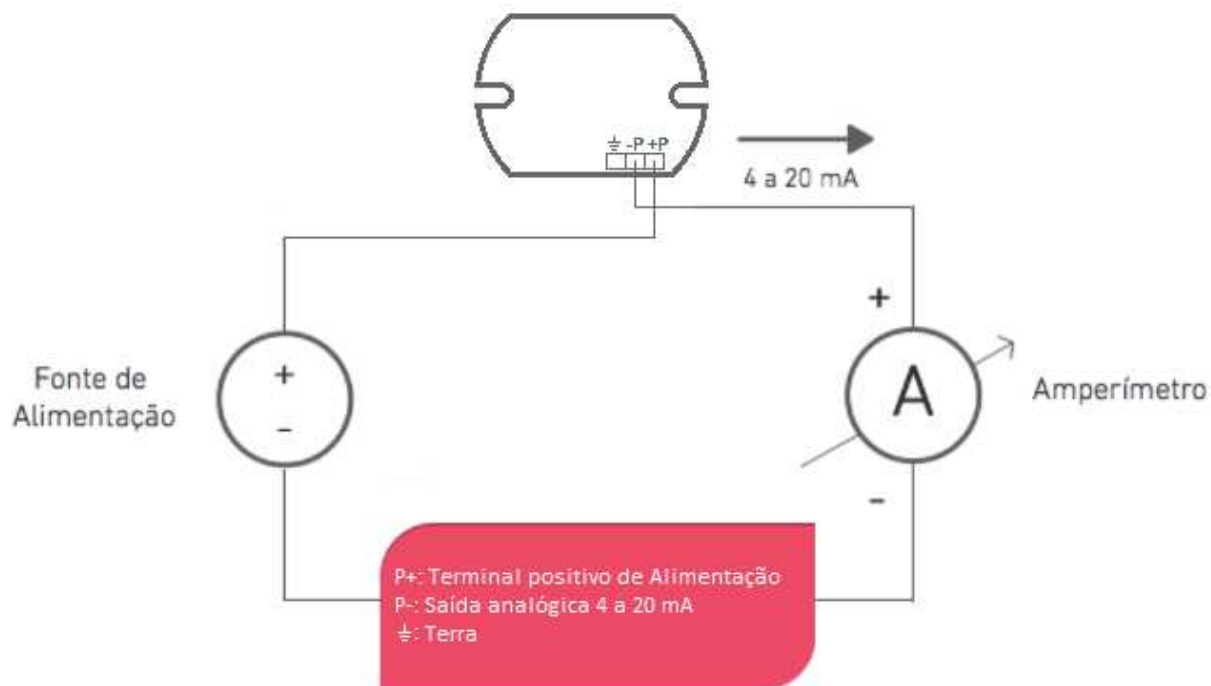 ⏚ -P +P
4 a 20 mA
+
Fonte de
Alimentação
+
-
A
Amperímetro
-
P+: Terminal positivo de Alimentação
P-: Saída analógica 4 a 20 mA
⏚: Terra